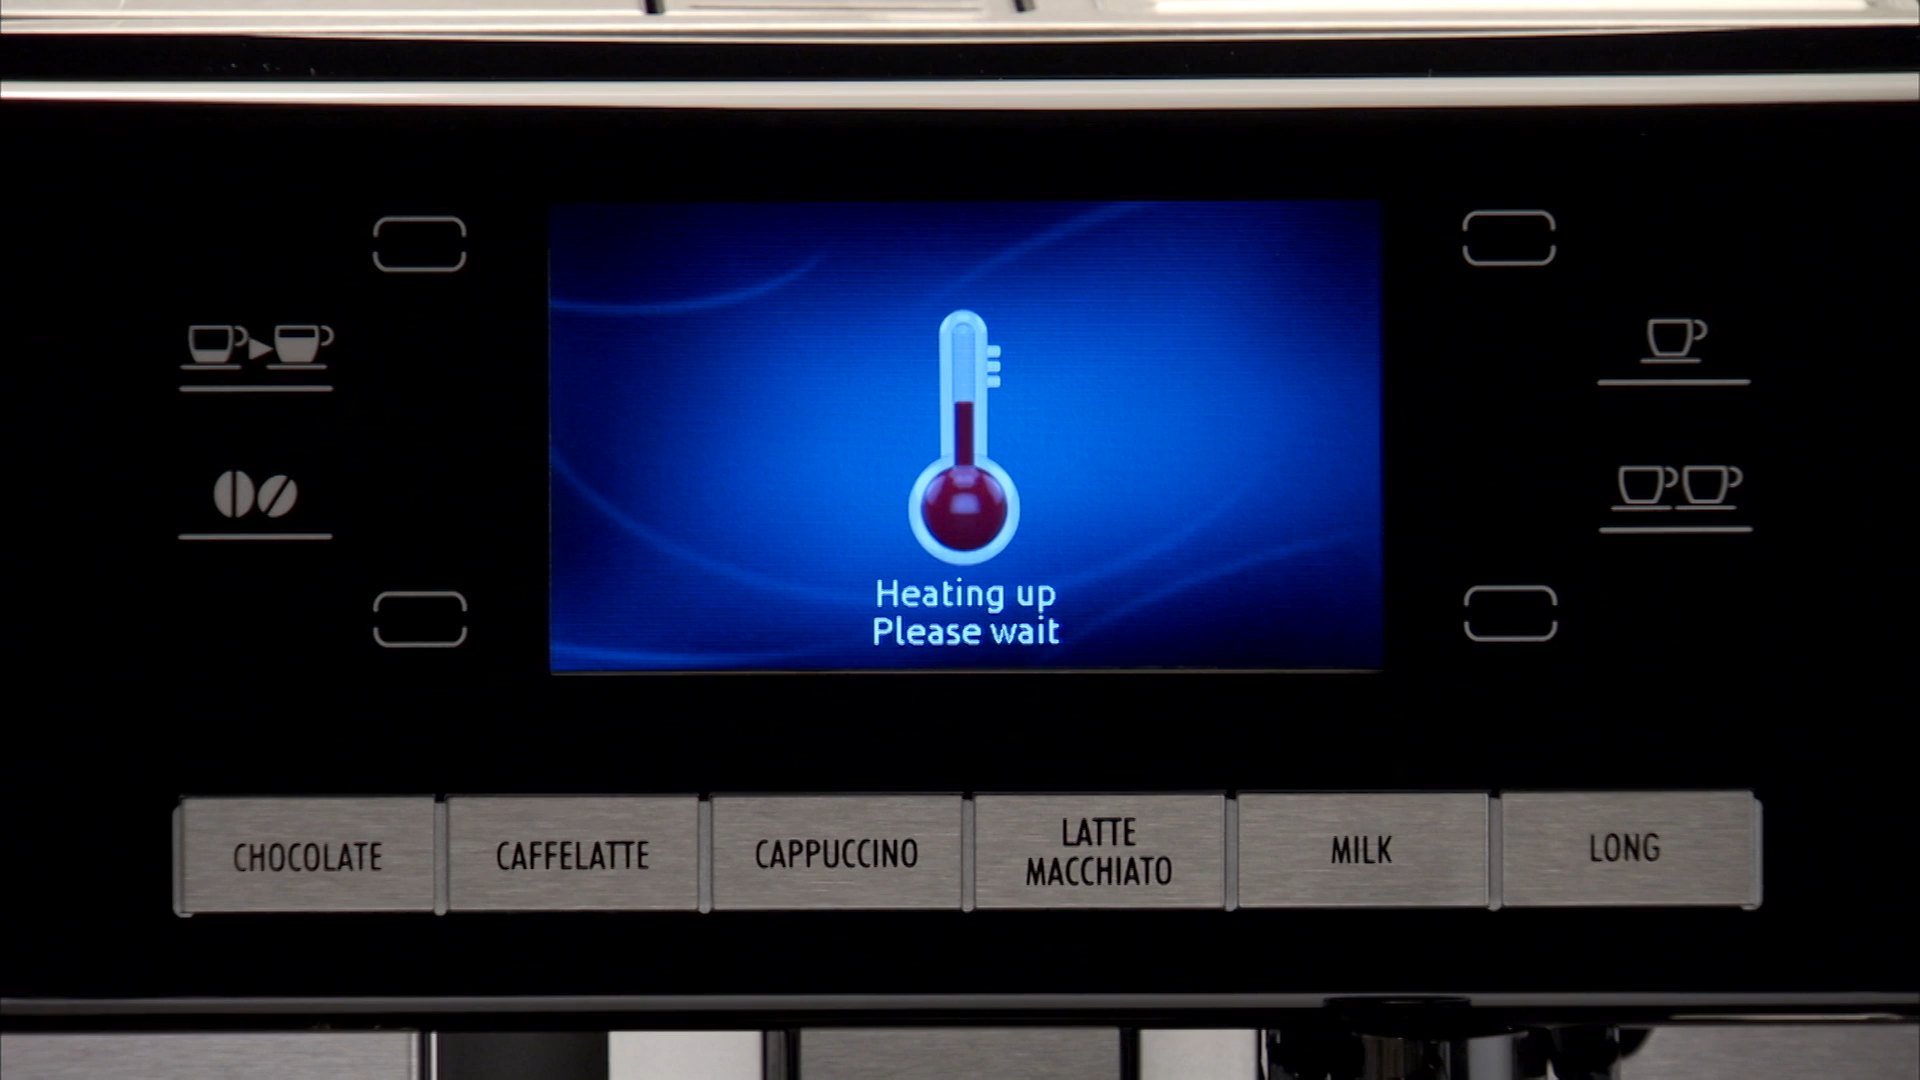 Heating up
Please wait
CHOCOLATE
CAFFELATTE
CAPPUCCINO
LATTE
MACCHIATO
MILK
LONG